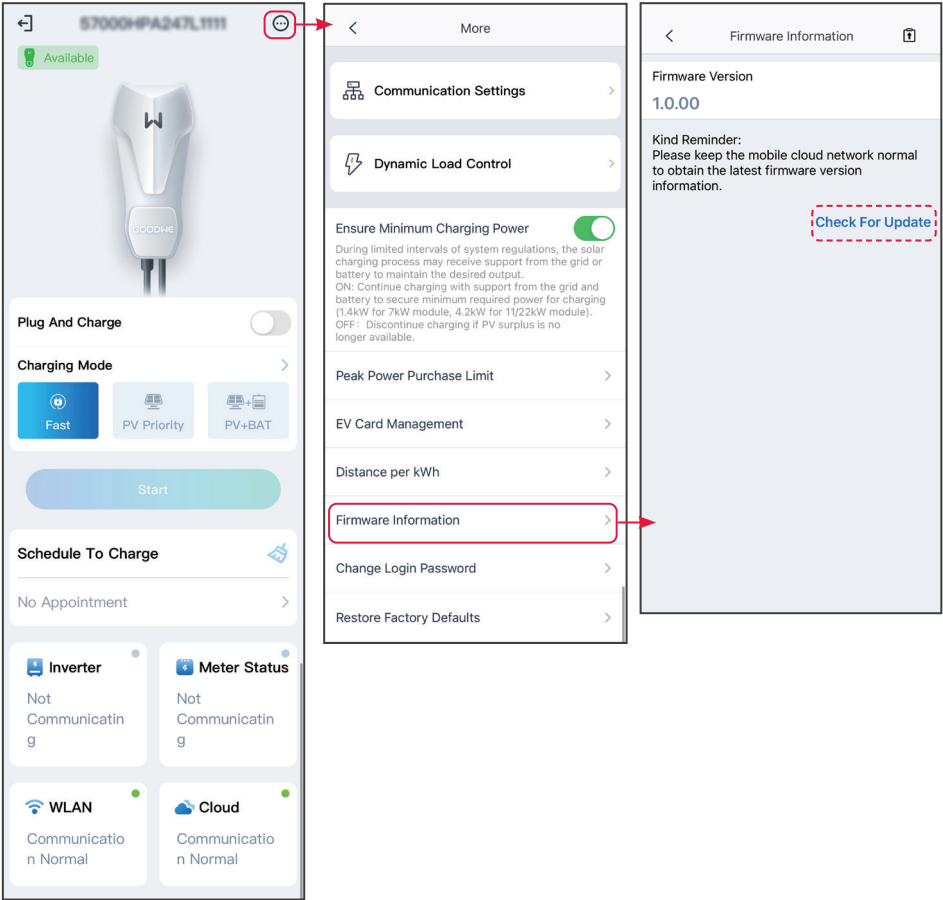 Available
GOODWE
Plug And Charge
Charging Mode
Fast
PV Priority
PV+BAT
Start
Schedule To Charge
No Appointment
Inverter
Not
Communicatin
g
Meter Status
Not
Communicatin
g
WLAN
Communicatio
n Normal
Cloud
Communicatio
n Normal
More
Communication Settings
Dynamic Load Control
Ensure Minimum Charging Power
During limited intervals of system regulations, the solar
charging process may receive support from the grid or
battery to maintain the desired output.
ON: Continue charging with support from the grid and
battery to secure minimum required power for charging
(1.4kW for 7kW module, 4.2kW for 11/22kW module).
OFF: Discontinue charging if PV surplus is no
longer available.
Peak Power Purchase Limit
EV Card Management
Distance per kWh
Firmware Information
Change Login Password
Restore Factory Defaults
Firmware Information
Firmware Version
1.0.00
Kind Reminder:
Please keep the mobile cloud network normal
to obtain the latest firmware version
information.
Check For Update